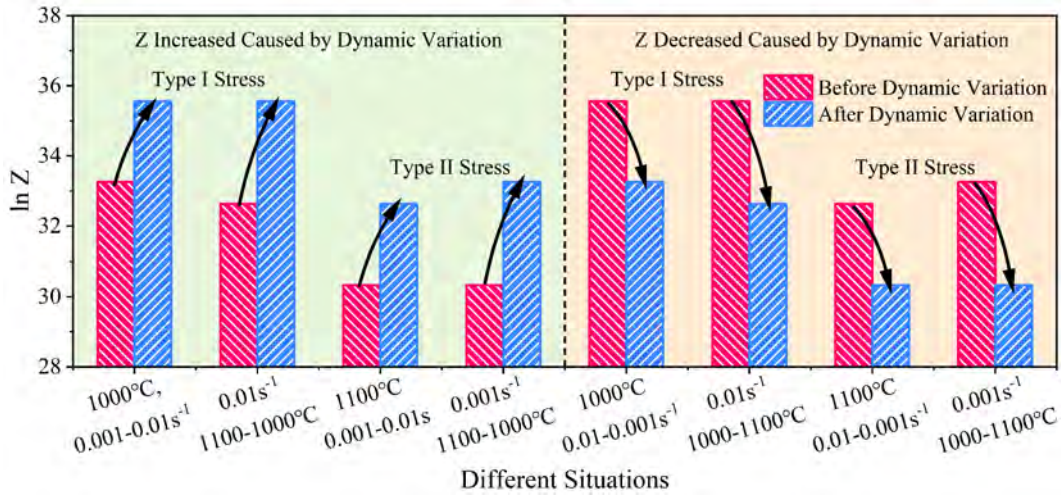 38
36
34
32
30
28
ln Z
Z Increased Caused by Dynamic Variation
Z Decreased Caused by Dynamic Variation
Type I Stress
Type II Stress
Type I Stress
Before Dynamic Variation
After Dynamic Variation
Type II Stress
1000°C,
0.001-0.01s⁻¹
0.01s⁻¹
1100-1000°C
1100°C
0.001-0.01s
0.001s⁻¹
1100-1000°C
1000°C
0.01-0.001s⁻¹
0.01s⁻¹
1000-1100°C
1100°C
0.01-0.001s⁻¹
0.001s⁻¹
1000-1100°C
Different Situations